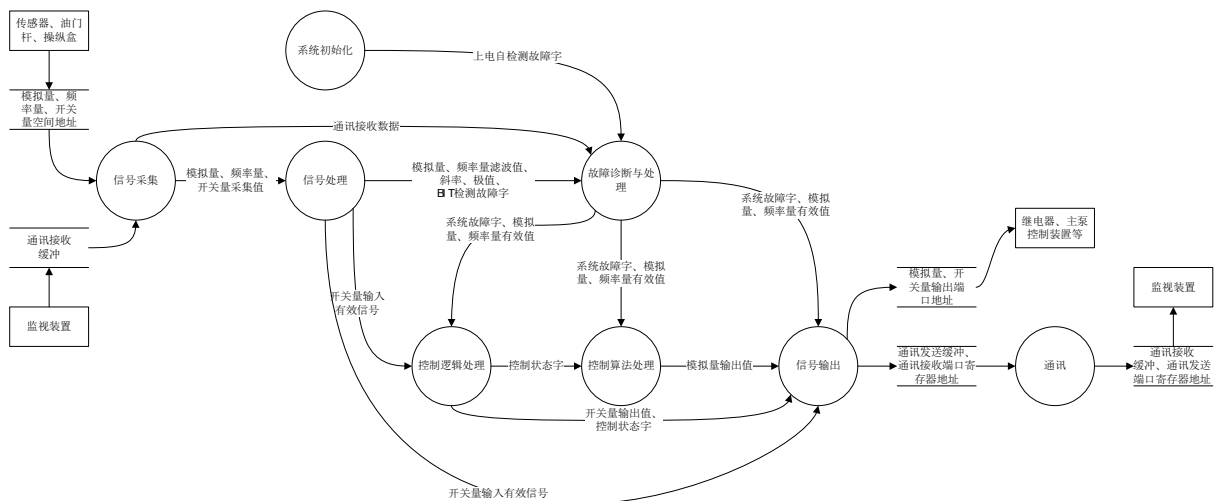 传感器、油门
杆、操纵盒
系统初始化
上电自检测故障字
模拟量、频
率量、开关
量空间地址
通讯接收数据
信号采集
模拟量、频率量、
开关量采集值
信号处理
模拟量、频率量滤波值、
斜率、极值、
BIT检测故障字
故障诊断与处
理
系统故障字、模拟
量、频率量有效值
系统故障字、模拟
量、频率量有效值
系统故障字、模拟
量、频率量有效值
通讯接收
缓冲
监视装置
开关量输入
有效信号
继电器、主泵
控制装置等
模拟量、开
关量输出端
口地址
监视装置
控制逻辑处理
控制状态字
控制算法处理
模拟量输出值
信号输出
通讯发送缓冲、
通讯接收端口寄
存器地址
通讯
通讯接收
缓冲、通讯发送
端口寄存器地址
开关量输出值、
控制状态字
开关量输入有效信号